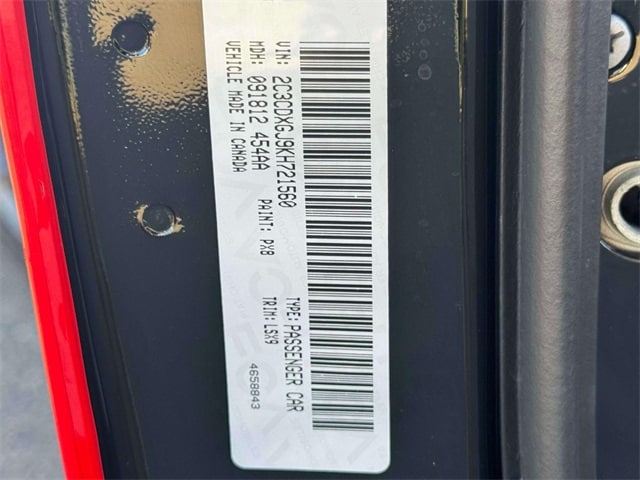 VIN: 2C3CDXGJ9KH721560
TYPE: PASSENGER CAR
MDH: 091812 454AA
PAINT: PX8
TRIM: LSX9
VEHICLE MADE IN CANADA
4658843